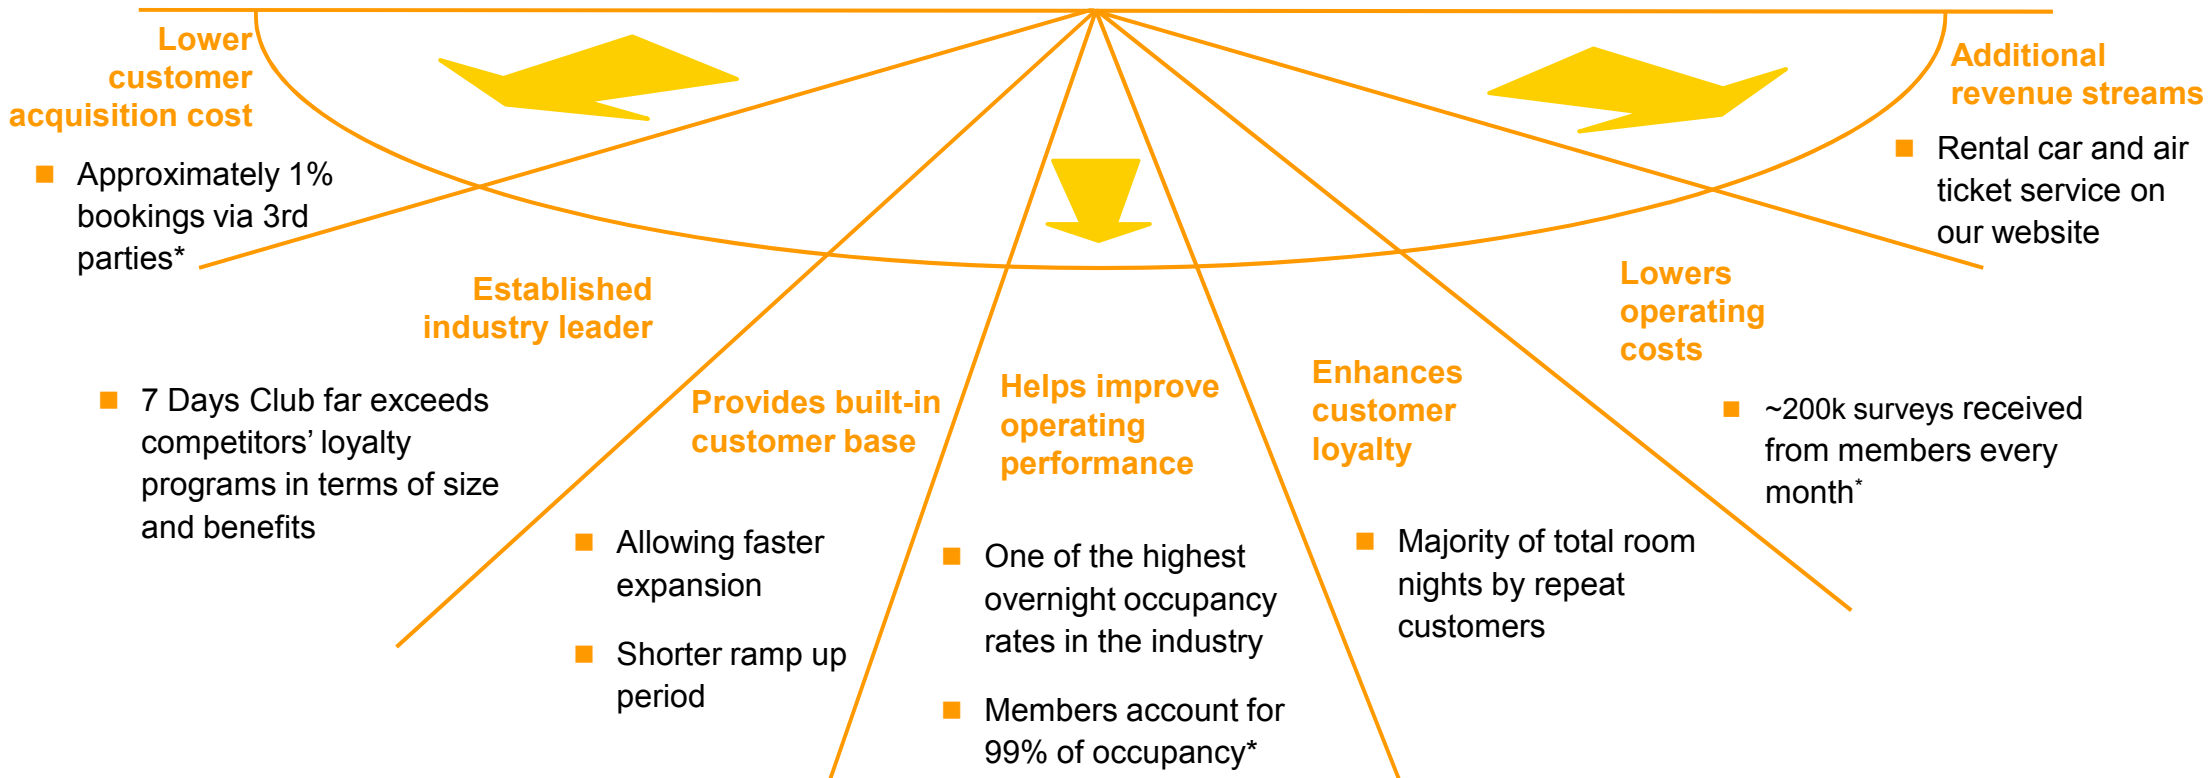 Lower
customer
acquisition cost
■ Approximately 1%
bookings via 3rd
parties*
Established
industry leader
■ 7 Days Club far exceeds
competitors’ loyalty
programs in terms of size
and benefits
Provides built-in
customer base
■ Allowing faster
expansion
■ Shorter ramp up
period
Helps improve
operating
performance
■ One of the highest
overnight occupancy
rates in the industry
■ Members account for
99% of occupancy*
Enhances
customer
loyalty
■ Majority of total room
nights by repeat
customers
Lowers
operating
costs
■ ~200k surveys received
from members every
month*
Additional
revenue streams
■ Rental car and air
ticket service on
our website